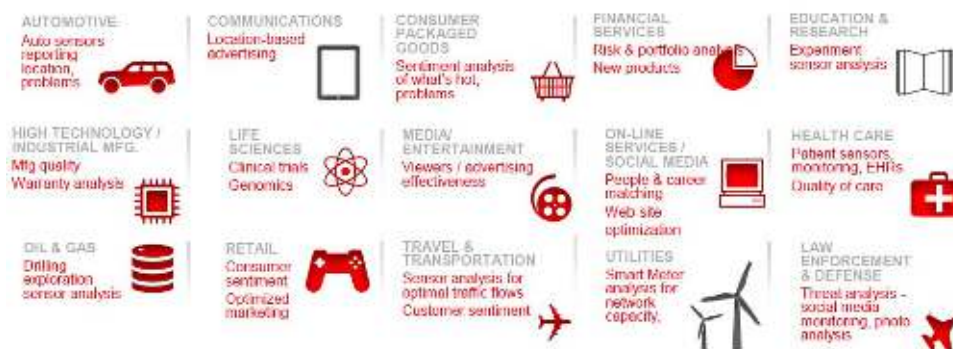 AUTOMOTIVE
Auto sensors
reporting
location,
problems
COMMUNICATIONS
Location-based
advertising
CONSUMER
PACKAGED
GOODS
Sentiment analysis
of what's hot,
problems
FINANCIAL
SERVICES
Risk & portfolio analysis
New products
EDUCATION &
RESEARCH
Experiment
sensor analysis
HIGH TECHNOLOGY /
INDUSTRIAL MFG.
Mfg quality
Warranty analysis
LIFE
SCIENCES
Clinical trials
Genomics
MEDIA/
ENTERTAINMENT
Viewers / advertising
effectiveness
ON-LINE
SERVICES /
SOCIAL MEDIA
People & career
matching
Web site
optimization
HEALTH CARE
Patient sensors,
monitoring, EHRs
Quality of care
OIL & GAS
Drilling
exploration
sensor analysis
RETAIL
Consumer
sentiment
Optimized
marketing
TRAVEL &
TRANSPORTATION
Sensor analysis for
optimal traffic flows
Customer sentiment
UTILITIES
Smart Meter
analysis for
network
capacity,
LAW
ENFORCEMENT
& DEFENSE
Threat analysis -
social media
monitoring, photo
analysis